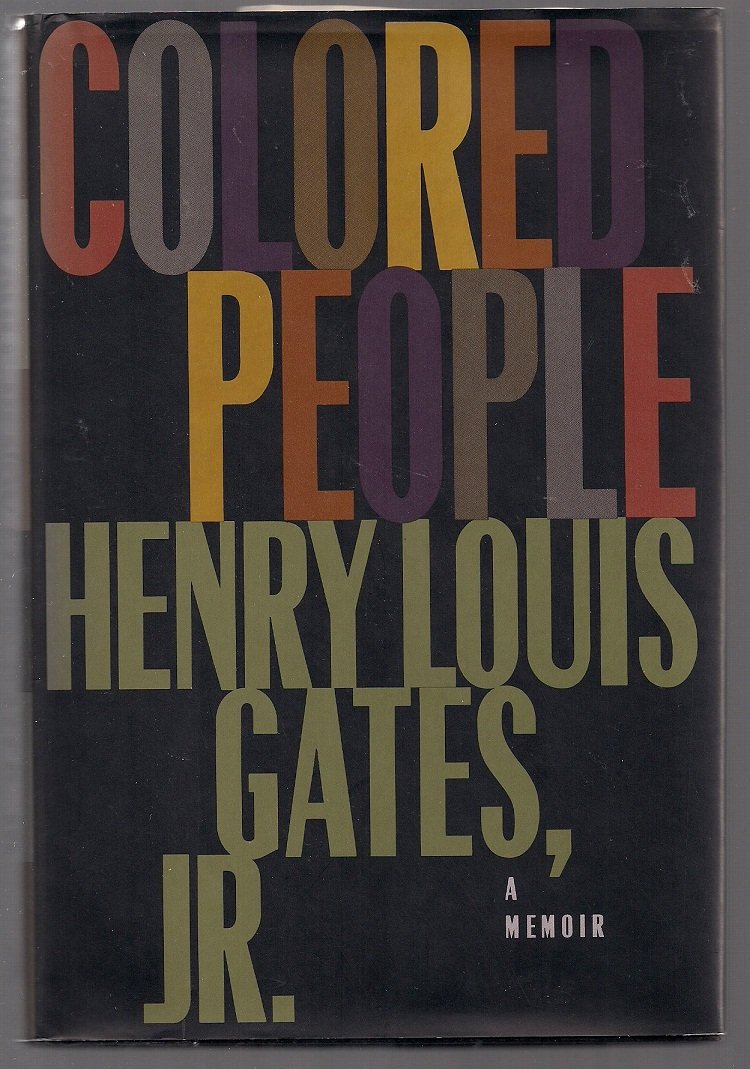 COLORED
PEOPLE
HENRY LOUIS
GATES,
JR.
A
MEMOIR